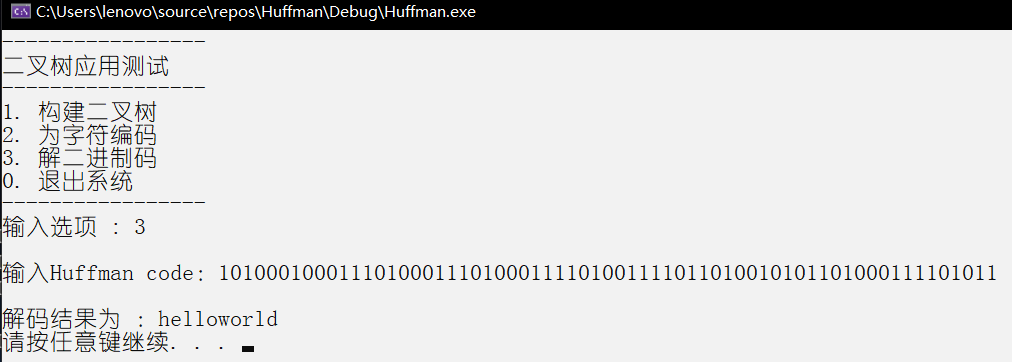 C:\Users\lenovo\source\repos\Huffman\Debug\Huffman.exe
-----------------
二叉树应用测试
-----------------
1. 构建二叉树
2. 为字符编码
3. 解二进制码
0. 退出系统
-----------------
输入选项 : 3
输入Huffman code: 10100010001110100011101000111101001111011010010101101000111101011
解码结果为 : helloworld
请按任意键继续. . .